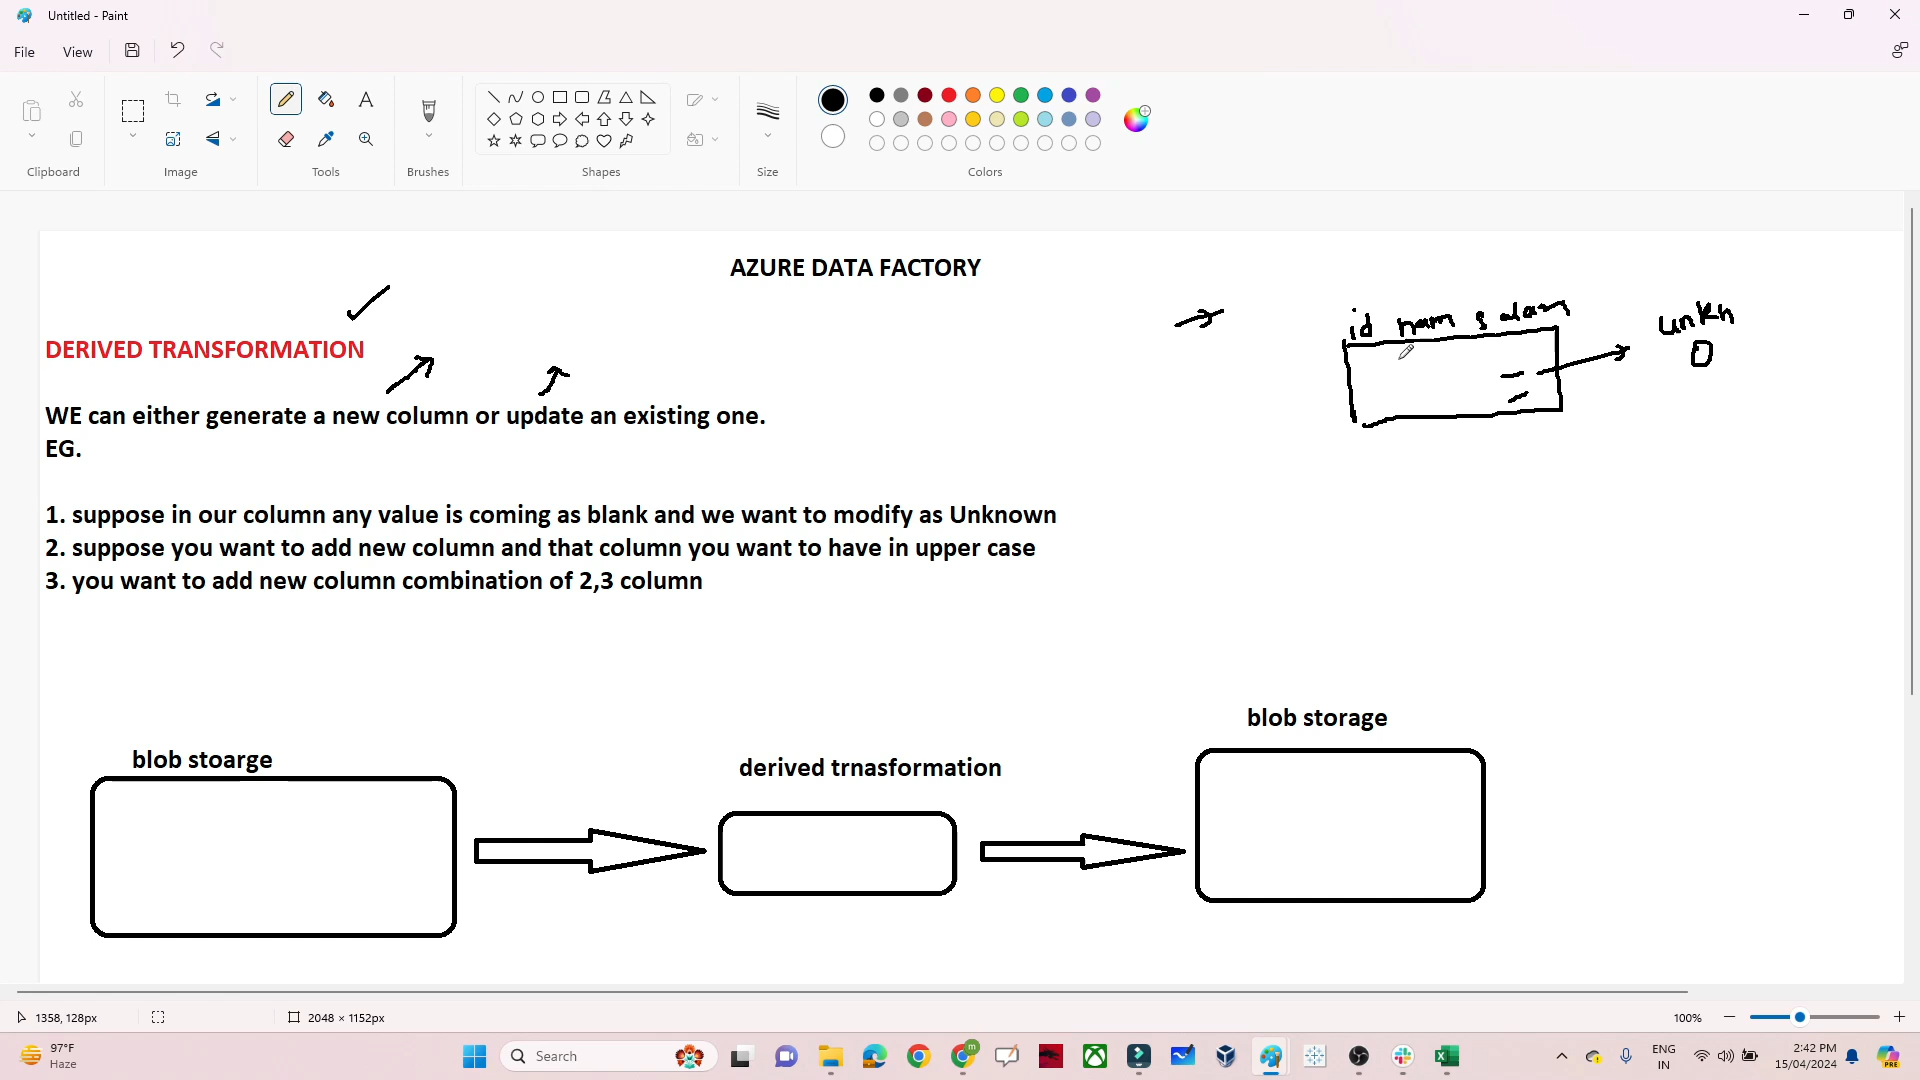 Untitled - Paint
File View
Clipboard Image Tools Brushes Shapes Size Colors
AZURE DATA FACTORY
id nam salary
unkn
0
DERIVED TRANSFORMATION
WE can either generate a new column or update an existing one.
EG.
1. suppose in our column any value is coming as blank and we want to modify as Unknown
2. suppose you want to add new column and that column you want to have in upper case
3. you want to add new column combination of 2,3 column
blob storage
blob stoarge
derived trnasformation
1358, 128px
2048 × 1152px
100%
97°F
Haze
Search
ENG
IN
2:42 PM
15/04/2024